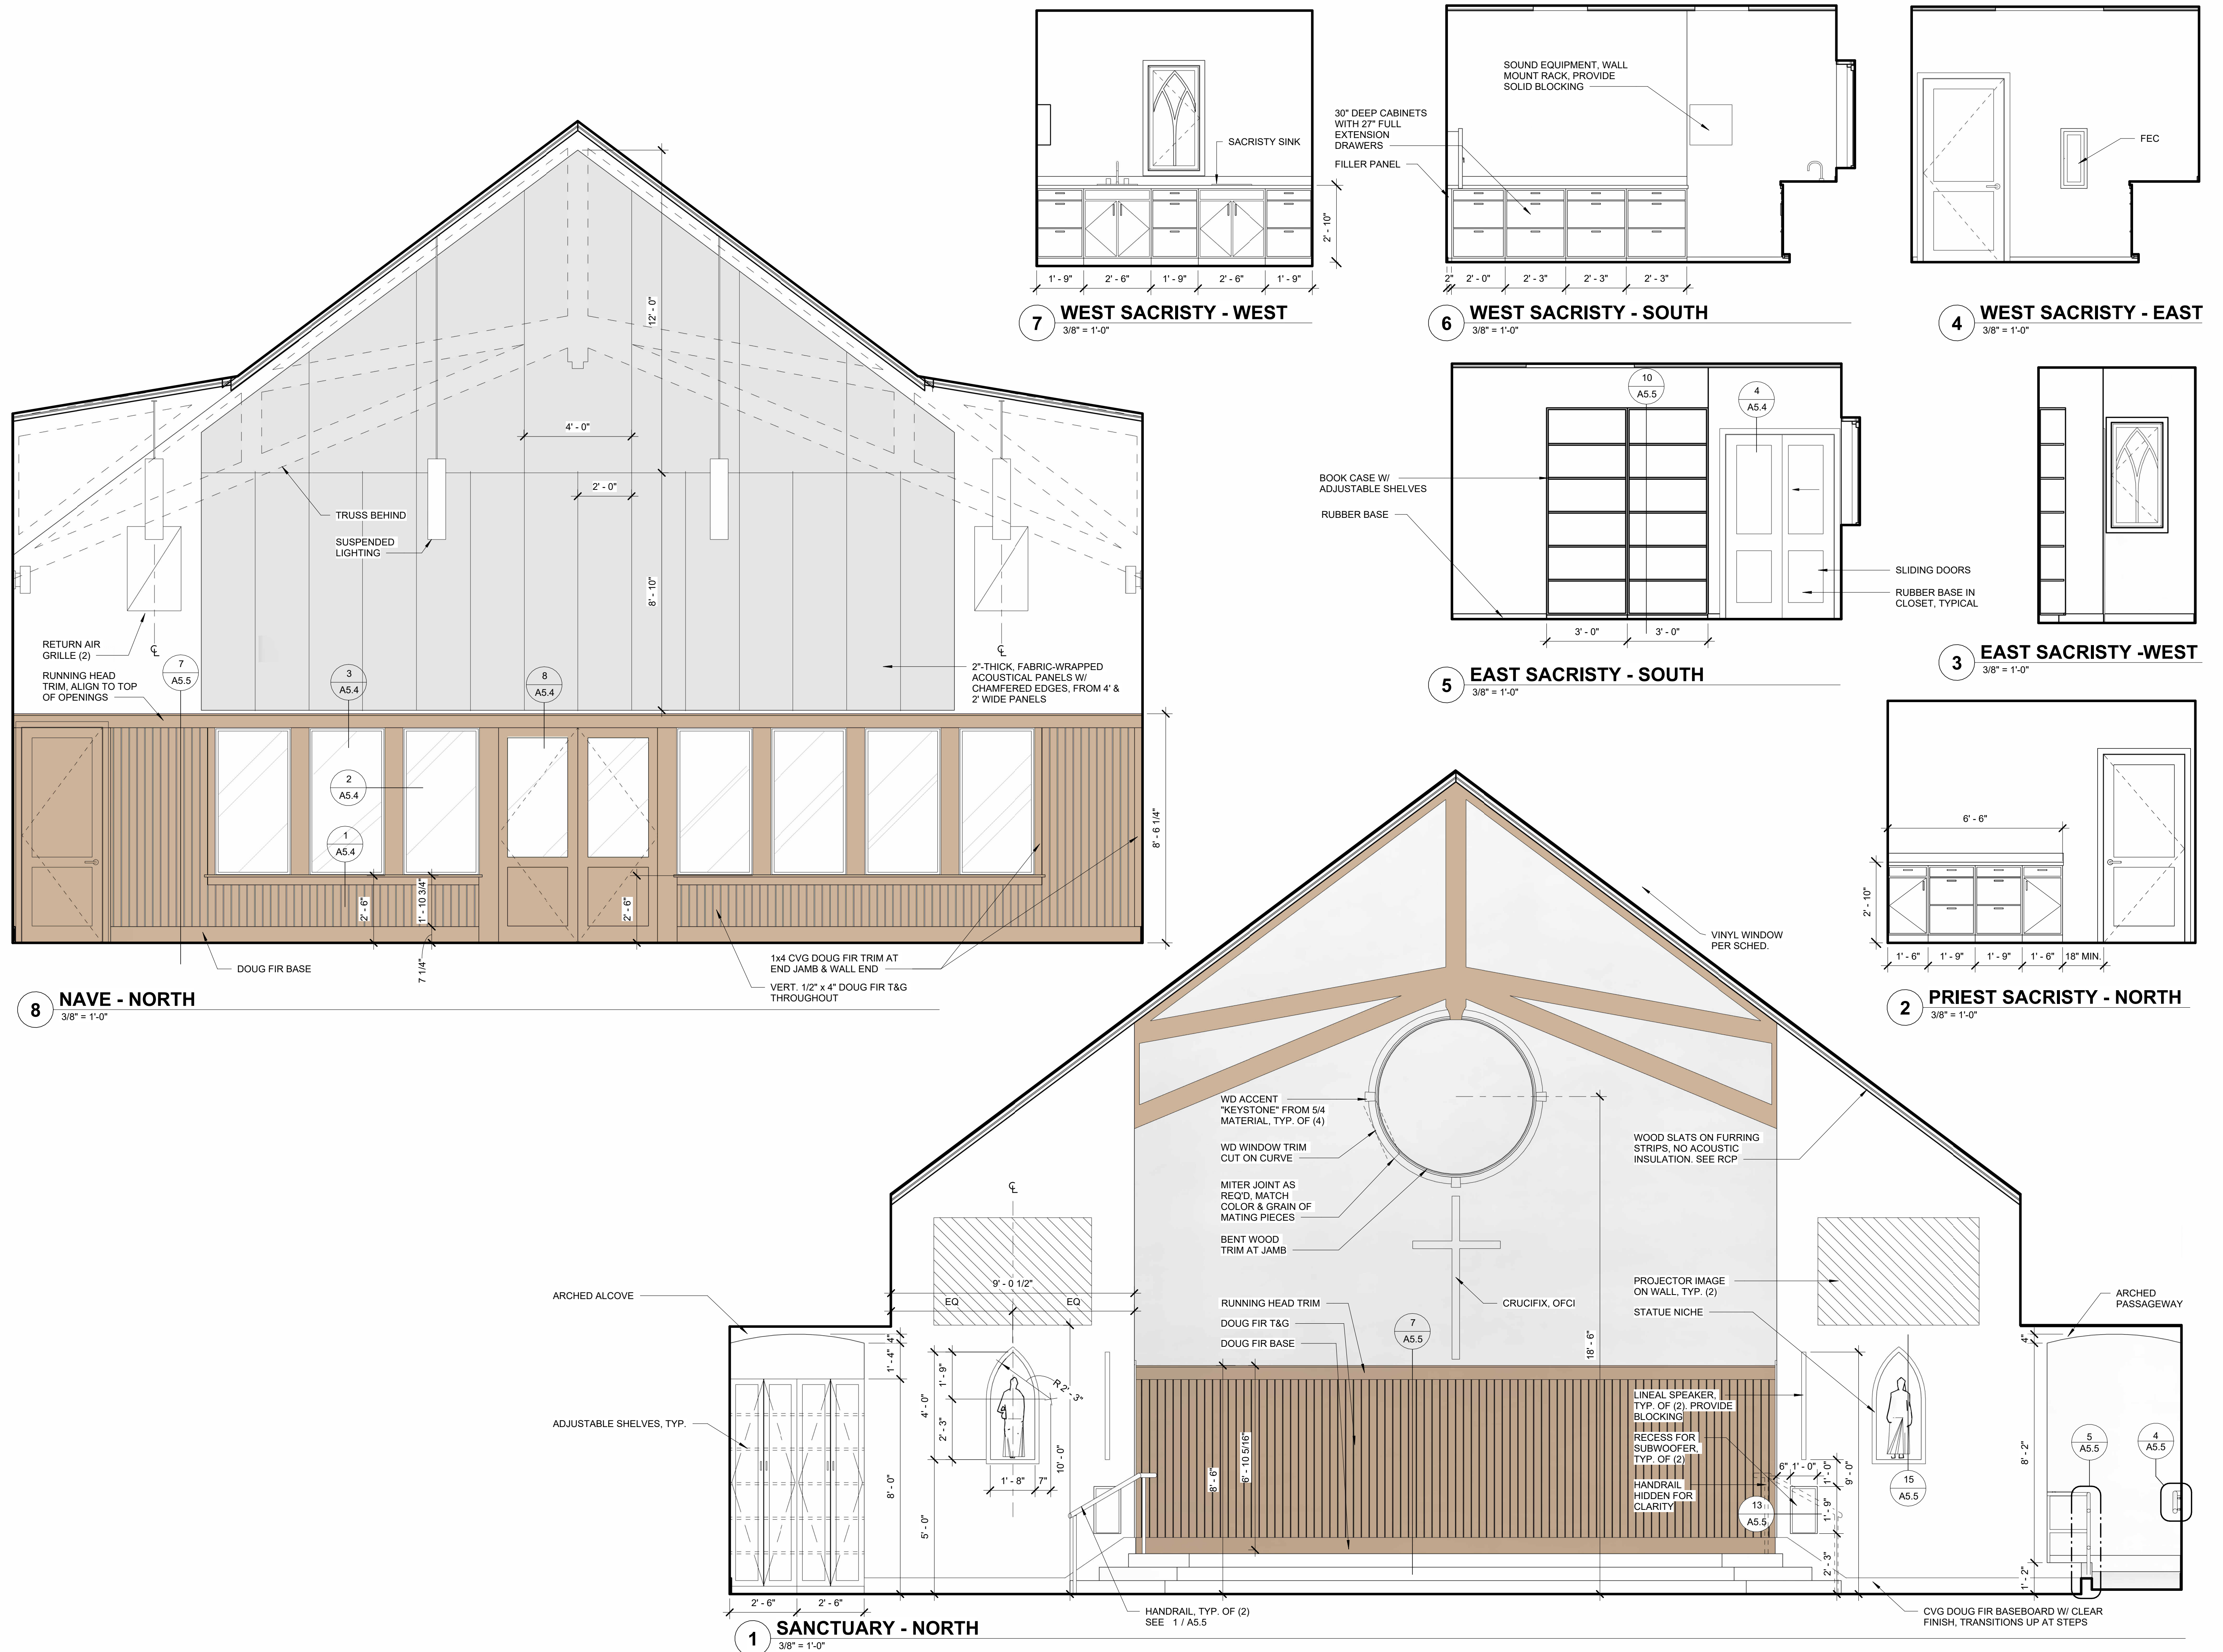 12' - 0"
4' - 0"
2' - 0"
TRUSS BEHIND
SUSPENDED
LIGHTING
8' - 10"
RETURN AIR
GRILLE (2)
RUNNING HEAD
TRIM, ALIGN TO TOP
OF OPENINGS
7
A5.5
3
A5.4
8
A5.4
2"-THICK, FABRIC-WRAPPED
ACOUSTICAL PANELS W/
CHAMFERED EDGES, FROM 4' &
2' WIDE PANELS
2
A5.4
1
A5.4
2' - 6"
1' - 10 3/4"
2' - 6"
8' - 6 1/4"
7 1/4"
DOUG FIR BASE
1x4 CVG DOUG FIR TRIM AT
END JAMB & WALL END
VERT. 1/2" x 4" DOUG FIR T&G
THROUGHOUT
8 NAVE - NORTH
3/8" = 1'-0"
SACRISTY SINK
2' - 10"
1' - 9" 2' - 6" 1' - 9" 2' - 6" 1' - 9"
7 WEST SACRISTY - WEST
3/8" = 1'-0"
SOUND EQUIPMENT, WALL
MOUNT RACK, PROVIDE
SOLID BLOCKING
30" DEEP CABINETS
WITH 27" FULL
EXTENSION
DRAWERS
FILLER PANEL
2" 2' - 0" 2' - 3" 2' - 3" 2' - 3"
6 WEST SACRISTY - SOUTH
3/8" = 1'-0"
FEC
4 WEST SACRISTY - EAST
3/8" = 1'-0"
10
A5.5
4
A5.4
BOOK CASE W/
ADJUSTABLE SHELVES
RUBBER BASE
SLIDING DOORS
RUBBER BASE IN
CLOSET, TYPICAL
3' - 0" 3' - 0"
5 EAST SACRISTY - SOUTH
3/8" = 1'-0"
3 EAST SACRISTY -WEST
3/8" = 1'-0"
6' - 6"
2' - 10"
1' - 6" 1' - 9" 1' - 9" 1' - 6" 18" MIN.
2 PRIEST SACRISTY - NORTH
3/8" = 1'-0"
VINYL WINDOW
PER SCHED.
WD ACCENT
"KEYSTONE" FROM 5/4
MATERIAL, TYP. OF (4)
WD WINDOW TRIM
CUT ON CURVE
MITER JOINT AS
REQ'D, MATCH
COLOR & GRAIN OF
MATING PIECES
BENT WOOD
TRIM AT JAMB
WOOD SLATS ON FURRING
STRIPS, NO ACOUSTIC
INSULATION. SEE RCP
ARCHED ALCOVE
9' - 0 1/2"
EQ EQ
RUNNING HEAD TRIM
DOUG FIR T&G
DOUG FIR BASE
CRUCIFIX, OFCI
7
A5.5
18' - 6"
PROJECTOR IMAGE
ON WALL, TYP. (2)
STATUE NICHE
ARCHED
PASSAGEWAY
4"
1' - 4"
8' - 0"
ADJUSTABLE SHELVES, TYP.
1' - 9"
4' - 0"
2' - 3"
R 2' - 3"
10' - 0"
1' - 8" 7"
5' - 0"
8' - 6"
6' - 10 5/16"
LINEAL SPEAKER,
TYP. OF (2). PROVIDE
BLOCKING
RECESS FOR
SUBWOOFER,
TYP. OF (2)
HANDRAIL
HIDDEN FOR
CLARITY
13
A5.5
6" 1' - 0"
1' - 0"
9' - 0"
1' - 9"
2' - 3"
15
A5.5
4"
8' - 2"
1' - 2"
5
A5.5
4
A5.5
2' - 6" 2' - 6"
HANDRAIL, TYP. OF (2)
SEE 1 / A5.5
CVG DOUG FIR BASEBOARD W/ CLEAR
FINISH, TRANSITIONS UP AT STEPS
1 SANCTUARY - NORTH
3/8" = 1'-0"